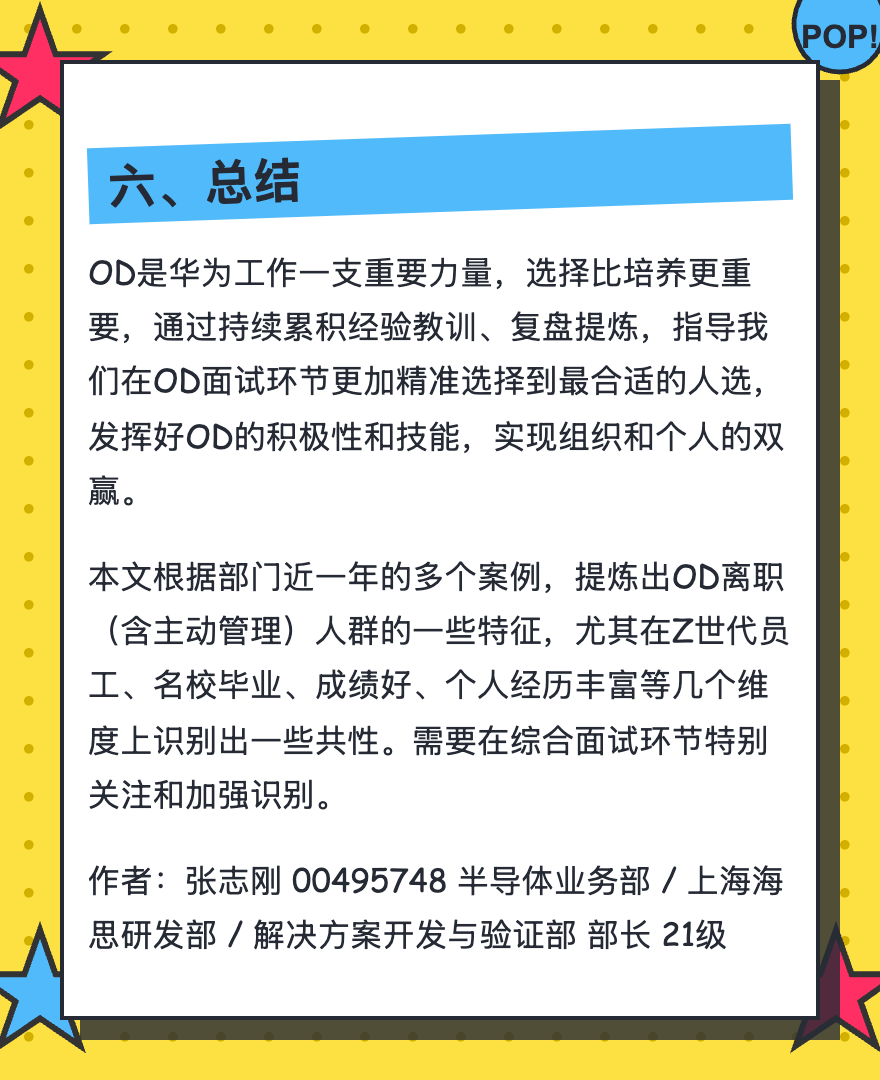 POP!
六、总结
OD是华为工作一支重要力量，选择比培养更重
要，通过持续累积经验教训、复盘提炼，指导我
们在OD面试环节更加精准选择到最合适的人选，
发挥好OD的积极性和技能，实现组织和个人的双
赢。
本文根据部门近一年的多个案例，提炼出OD离职
（含主动管理）人群的一些特征，尤其在Z世代员
工、名校毕业、成绩好、个人经历丰富等几个维
度上识别出一些共性。需要在综合面试环节特别
关注和加强识别。
作者：张志刚 00495748 半导体业务部 / 上海海
思研发部 / 解决方案开发与验证部 部长 21级